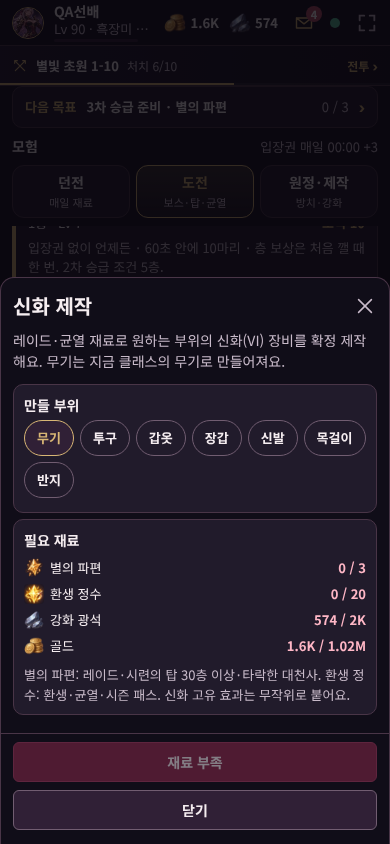 QA선배
Lv 90 · 흑장미 ···
1.6K
574
4
별빛 초원 1-10 처치 6/10
전투 ›
다음 목표 3차 승급 준비 · 별의 파편 0 / 3 ›
모험
입장권 매일 00:00 +3
던전
매일 재료
도전
보스·탑·균열
원정·제작
방치·강화
입장권 없이 언제든 · 60초 안에 10마리 · 층 보상은 처음 깰 때
한 번. 2차 승급 조건 5층.
신화 제작
레이드·균열 재료로 원하는 부위의 신화(VI) 장비를 확정 제작
해요. 무기는 지금 클래스의 무기로 만들어져요.
만들 부위
무기 투구 갑옷 장갑 신발 목걸이
반지
필요 재료
별의 파편 0 / 3
환생 정수 0 / 20
강화 광석 574 / 2K
골드 1.6K / 1.02M
별의 파편: 레이드·시련의 탑 30층 이상·타락한 대천사. 환생 정
수: 환생·균열·시즌 패스. 신화 고유 효과는 무작위로 붙어요.
재료 부족
닫기